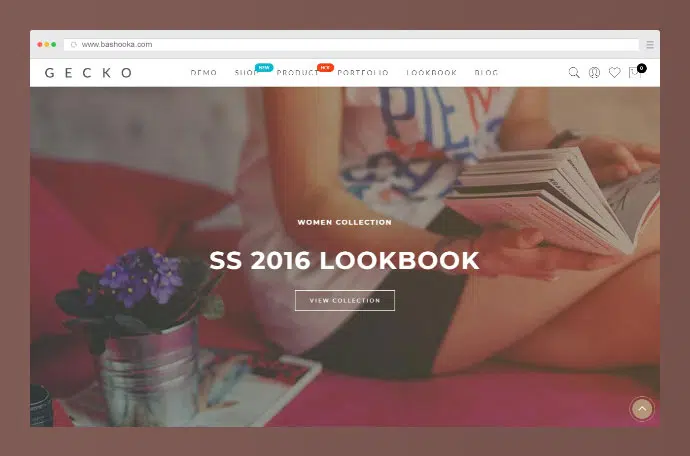 www.bashooka.com
GECKO
DEMO SHOP NEW PRODUCT HOT PORTFOLIO LOOKBOOK BLOG
0
WOMEN COLLECTION
SS 2016 LOOKBOOK
VIEW COLLECTION